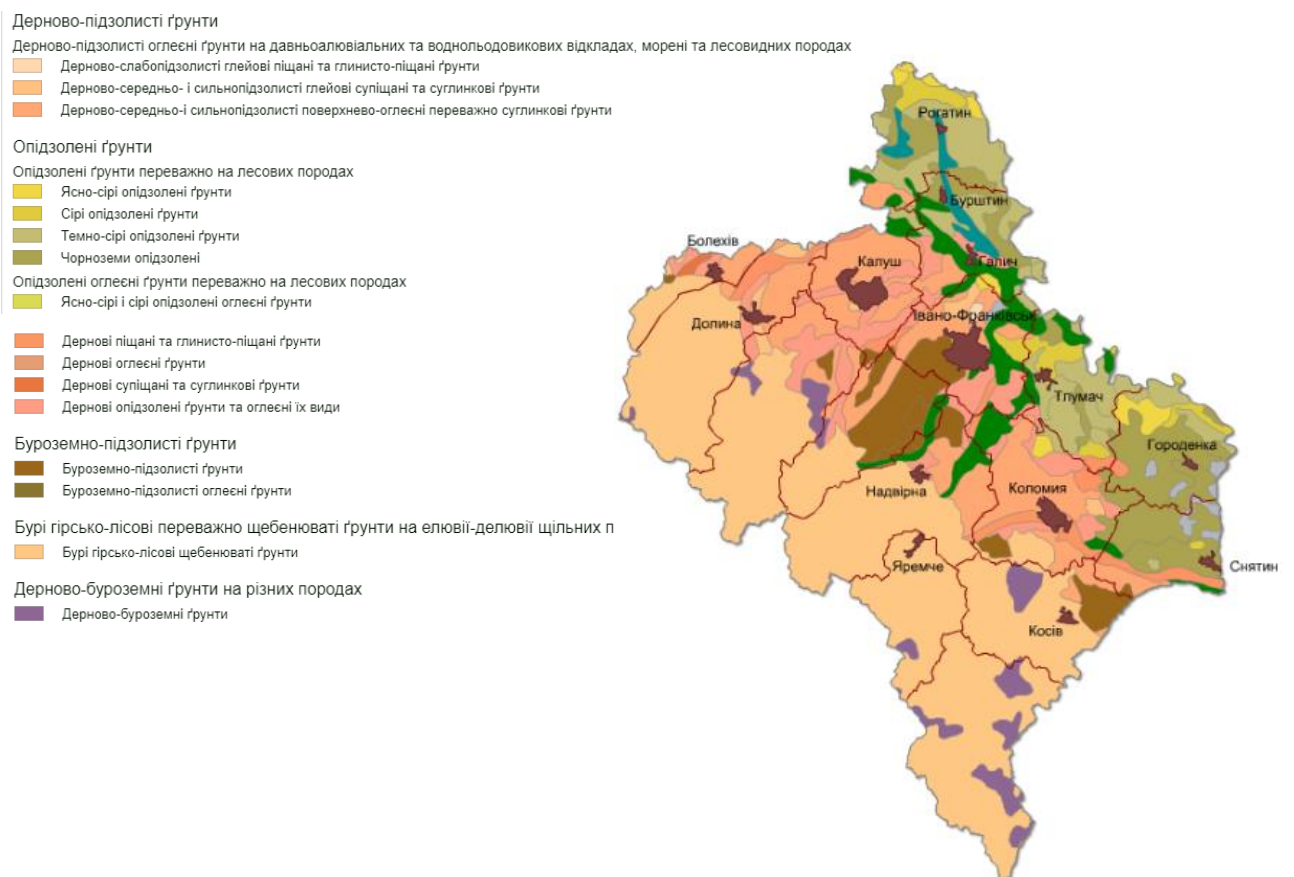 Дерново-підзолисті ґрунти
Дерново-підзолисті оглеєні ґрунти на давньоалювіальних та воднольодовикових відкладах, морені та лесовидних породах
Дерново-слабопідзолисті глейові піщані та глинисто-піщані ґрунти
Дерново-середньо- і сильнопідзолисті глейові супіщані та суглинкові ґрунти
Дерново-середньо-і сильнопідзолисті поверхнево-оглеєні переважно суглинкові ґрунти
Опідзолені ґрунти
Опідзолені ґрунти переважно на лесових породах
Ясно-сірі опідзолені ґрунти
Сірі опідзолені ґрунти
Темно-сірі опідзолені ґрунти
Чорноземи опідзолені
Опідзолені оглеєні ґрунти переважно на лесових породах
Ясно-сірі і сірі опідзолені оглеєні ґрунти
Дернові піщані та глинисто-піщані ґрунти
Дернові оглеєні ґрунти
Дернові супіщані та суглинкові ґрунти
Дернові опідзолені ґрунти та оглеєні їх види
Буроземно-підзолисті ґрунти
Буроземно-підзолисті ґрунти
Буроземно-підзолисті оглеєні ґрунти
Бурі гірсько-лісові переважно щебенюваті ґрунти на елювії-делювії щільних п
Бурі гірсько-лісові щебенюваті ґрунти
Дерново-буроземні ґрунти на різних породах
Дерново-буроземні ґрунти
Рогатин
Бурштин
Болехів
Калуш
Галич
Долина
Івано-Франківськ
Тлумач
Городенка
Надвірна
Коломия
Яремче
Снятин
Косів